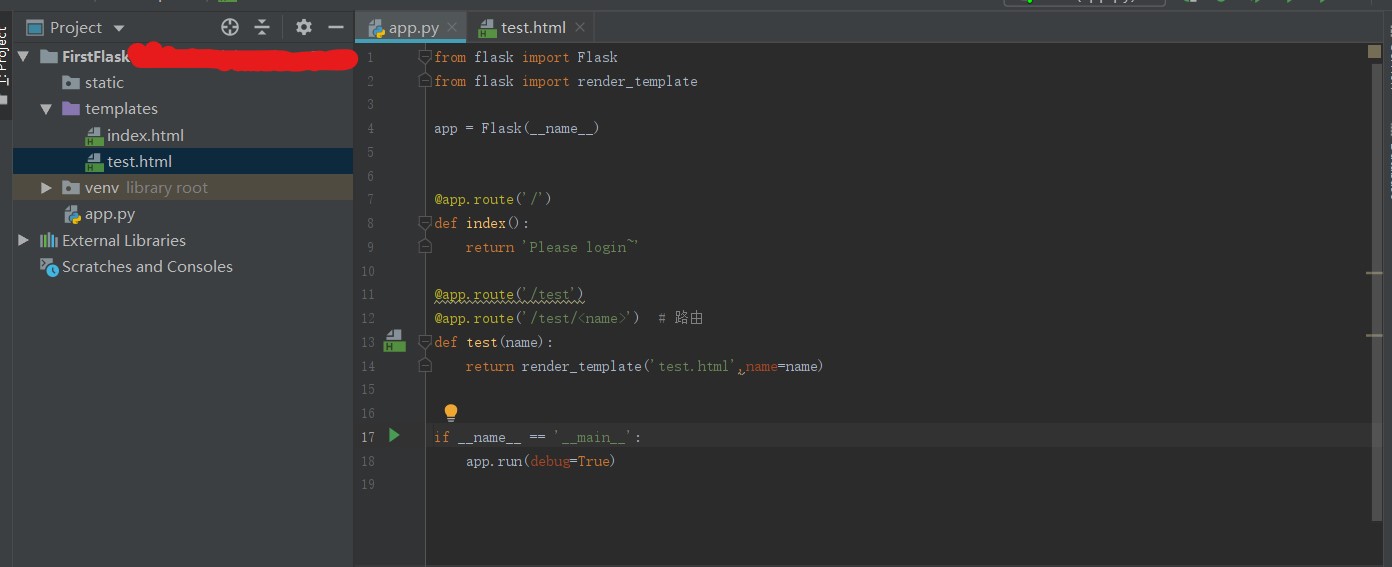 Project
app.py
test.html
1: Project
FirstFlask
static
templates
index.html
test.html
venv library root
app.py
External Libraries
Scratches and Consoles
1 from flask import Flask
2 from flask import render_template
3
4 app = Flask(__name__)
5
6
7 @app.route('/')
8 def index():
9 return 'Please login~'
10
11 @app.route('/test')
12 @app.route('/test/<name>') # 路由
13 def test(name):
14 return render_template('test.html',name=name)
15
16
17 if __name__ == '__main__':
18 app.run(debug=True)
19